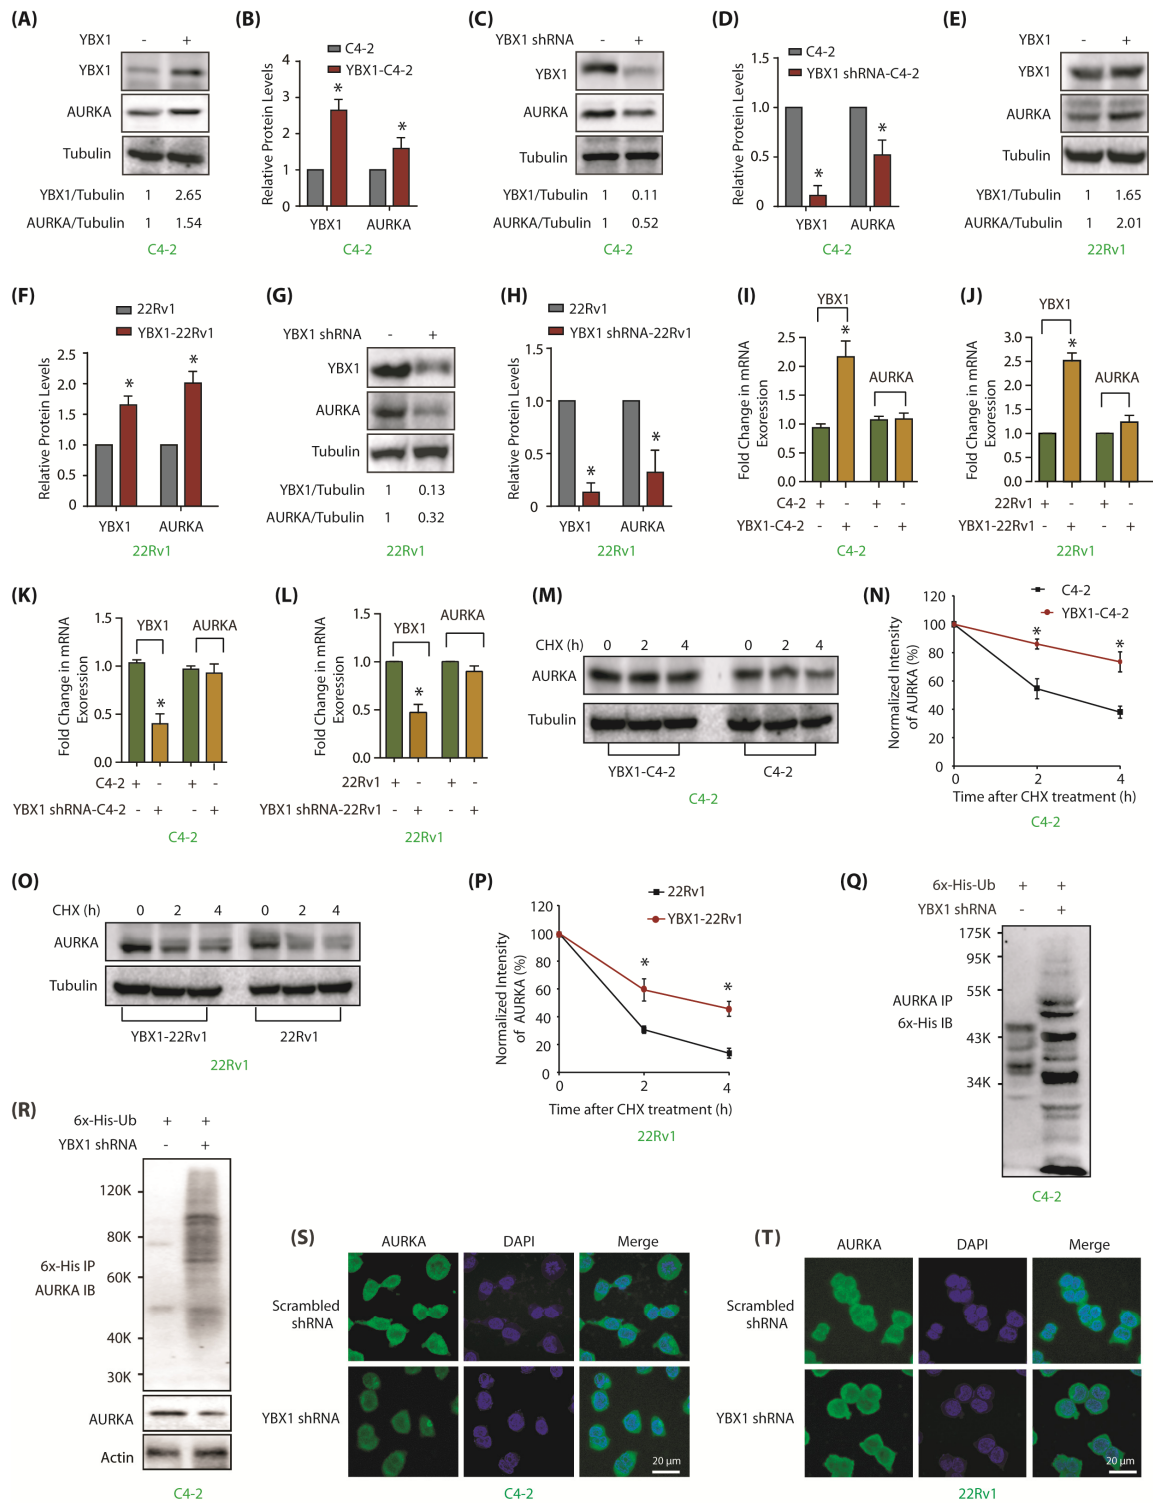 (A)
YBX1 - +
YBX1
AURKA
Tubulin
YBX1/Tubulin 1 2.65
AURKA/Tubulin 1 1.54
C4-2
(B)
C4-2
YBX1-C4-2
Relative Protein Levels
4
3
2
1
0
* *
YBX1 AURKA
C4-2
(C)
YBX1 shRNA - +
YBX1
AURKA
Tubulin
YBX1/Tubulin 1 0.11
AURKA/Tubulin 1 0.52
C4-2
(D)
C4-2
YBX1 shRNA-C4-2
Relative Protein Levels
1.5
1.0
0.5
0
* *
YBX1 AURKA
C4-2
(E)
YBX1 - +
YBX1
AURKA
Tubulin
YBX1/Tubulin 1 1.65
AURKA/Tubulin 1 2.01
22Rv1
(F)
22Rv1
YBX1-22Rv1
Relative Protein Levels
2.5
2.0
1.5
1.0
0.5
0
* *
YBX1 AURKA
22Rv1
(G)
YBX1 shRNA - +
YBX1
AURKA
Tubulin
YBX1/Tubulin 1 0.13
AURKA/Tubulin 1 0.32
22Rv1
(H)
22Rv1
YBX1 shRNA-22Rv1
Relative Protein Levels
1.5
1.0
0.5
0
* *
YBX1 AURKA
22Rv1
(I)
YBX1
*
AURKA
Fold Change in mRNA
Exoression
2.5
2.0
1.5
1.0
0.5
0.0
C4-2 + - + -
YBX1-C4-2 - + - +
C4-2
(J)
YBX1
*
AURKA
Fold Change in mRNA
Exoression
3.0
2.5
2.0
1.5
1.0
0.5
0.0
22Rv1 + - + -
YBX1-22Rv1 - + - +
22Rv1
(K)
YBX1 AURKA
*
Fold Change in mRNA
Exoression
1.5
1.0
0.5
0.0
C4-2 + - + -
YBX1 shRNA-C4-2 - + - +
C4-2
(L)
YBX1 AURKA
*
Fold Change in mRNA
Exoression
1.5
1.0
0.5
0.0
22Rv1 + - + -
YBX1 shRNA-22Rv1 - + - +
22Rv1
(M)
CHX (h) 0 2 4 0 2 4
AURKA
Tubulin
YBX1-C4-2 C4-2
C4-2
(N)
C4-2
YBX1-C4-2
Normalized Intensity
of AURKA (%)
120
100
80
60
40
20
0
* *
0 2 4
Time after CHX treatment (h)
C4-2
(O)
CHX (h) 0 2 4 0 2 4
AURKA
Tubulin
YBX1-22Rv1 22Rv1
22Rv1
(P)
22Rv1
YBX1-22Rv1
Normalized Intensity
of AURKA (%)
120
100
80
60
40
20
0
* *
0 2 4
Time after CHX treatment (h)
22Rv1
(Q)
6x-His-Ub + +
YBX1 shRNA - +
175K
95K
55K
AURKA IP
6x-His IB
43K
34K
C4-2
(R)
6x-His-Ub + +
YBX1 shRNA - +
120K
80K
6x-His IP
60K
AURKA IB
40K
30K
AURKA
Actin
C4-2
(S)
AURKA DAPI Merge
Scrambled
shRNA
YBX1 shRNA
20 µm
C4-2
(T)
AURKA DAPI Merge
Scrambled
shRNA
YBX1 shRNA
20 µm
22Rv1